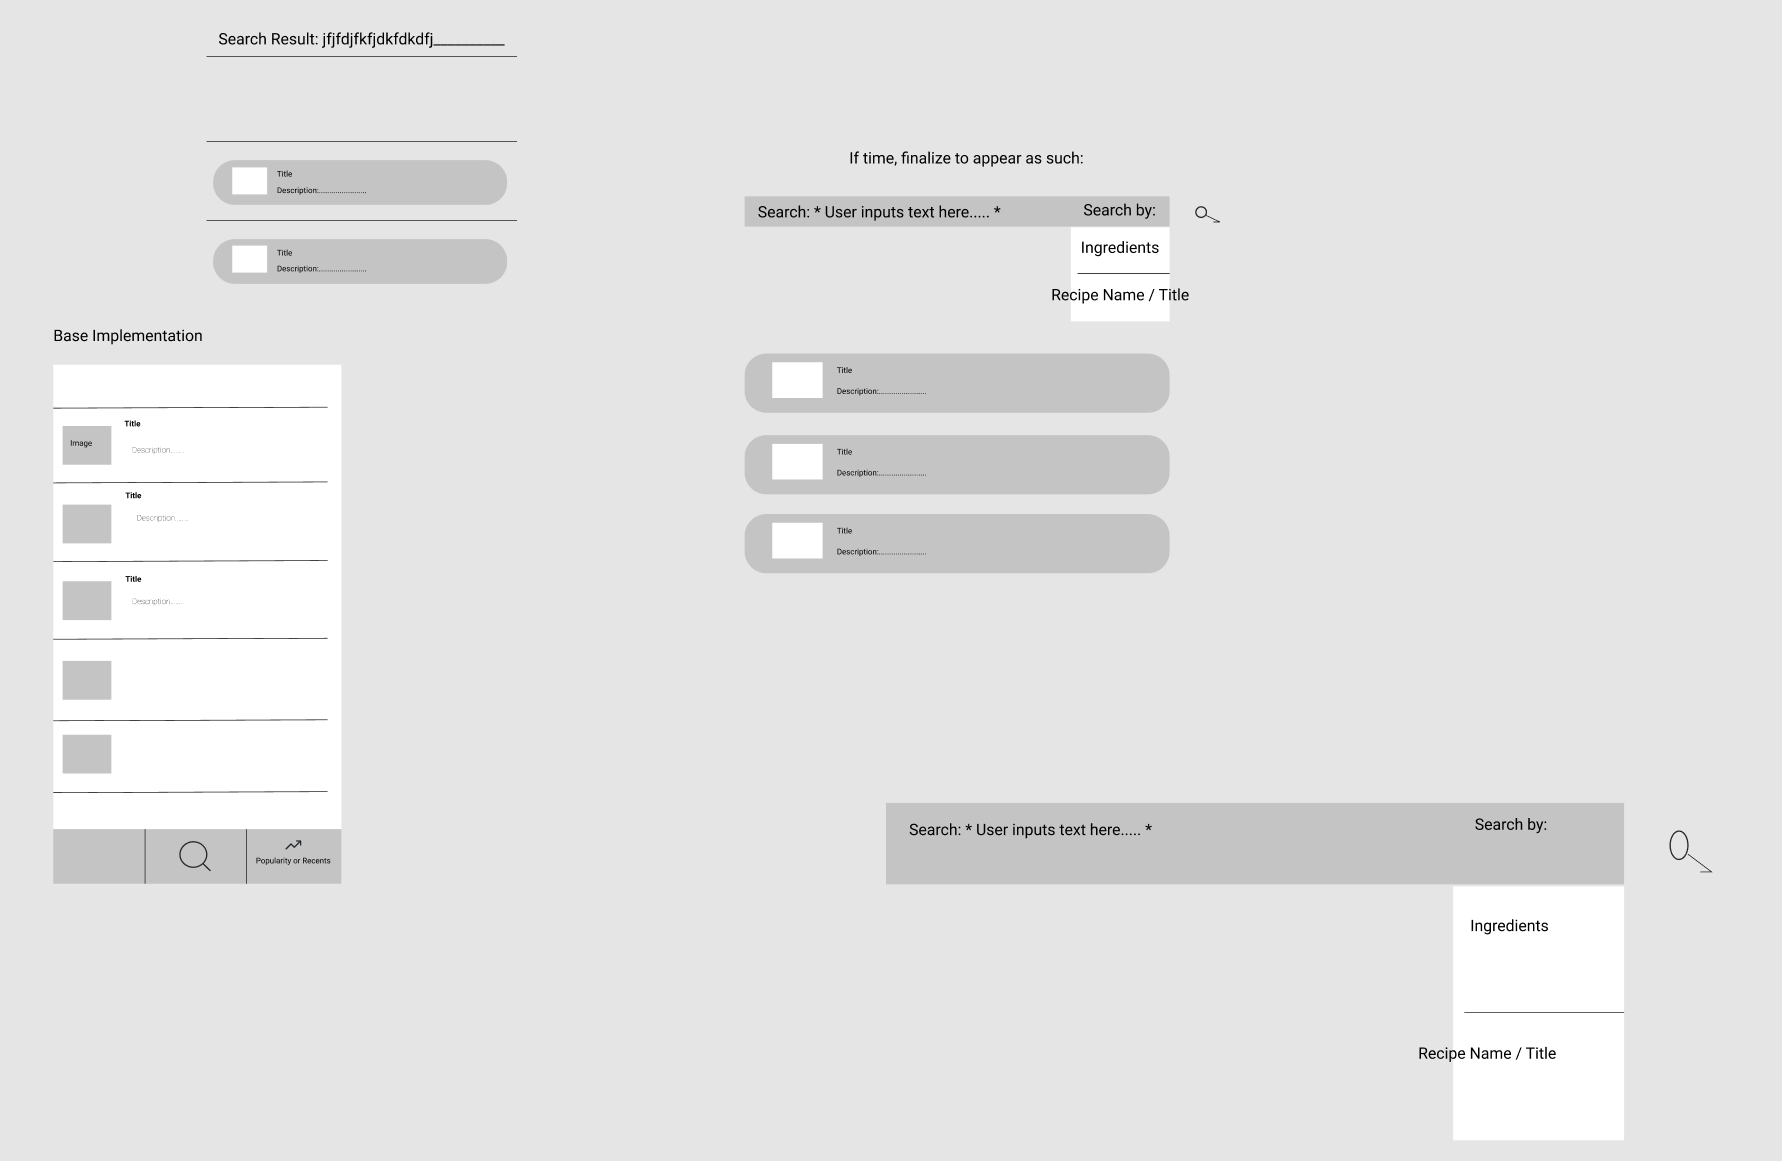 Search Result: jfjfdjfkfjdkfdkdfj__________
Title
Description:.......................
Title
Description:.......................
Base Implementation
Title
Image
Description.......
Title
Description.......
Title
Description.......
Popularity or Recents
If time, finalize to appear as such:
Search: * User inputs text here..... *
Search by:
Ingredients
Recipe Name / Title
Title
Description:.......................
Title
Description:.......................
Title
Description:.......................
Search: * User inputs text here..... *
Search by:
Ingredients
Recipe Name / Title